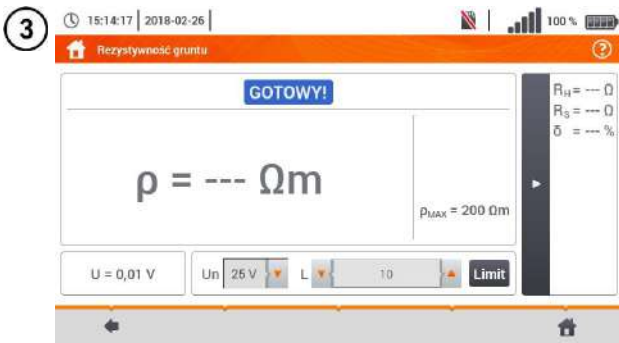 3
15:14:17 2018-02-26 100 %
Rezystywność gruntu ?
GOTOWY!
ρ = --- Ωm
ρMAX = 200 Ωm
RH = --- Ω
RS = --- Ω
δ = --- %
U = 0,01 V Un 25 V L 10 Limit